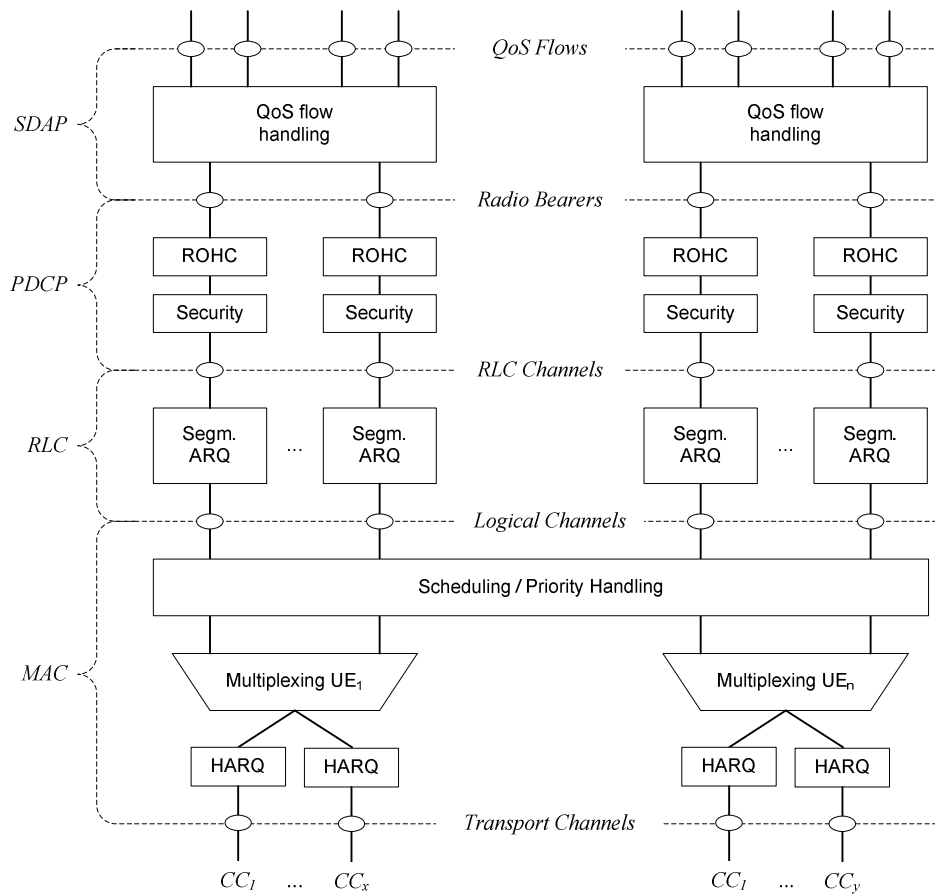 QoS Flows
QoS flow
handling
QoS flow
handling
SDAP
Radio Bearers
ROHC
ROHC
ROHC
ROHC
PDCP
Security
Security
Security
Security
RLC Channels
Segm.
ARQ
...
Segm.
ARQ
Segm.
ARQ
...
Segm.
ARQ
RLC
Logical Channels
Scheduling / Priority Handling
MAC
Multiplexing UE₁
Multiplexing UEₙ
HARQ
HARQ
HARQ
HARQ
Transport Channels
CC₁ ... CCₓ
CC₁ ... CCy